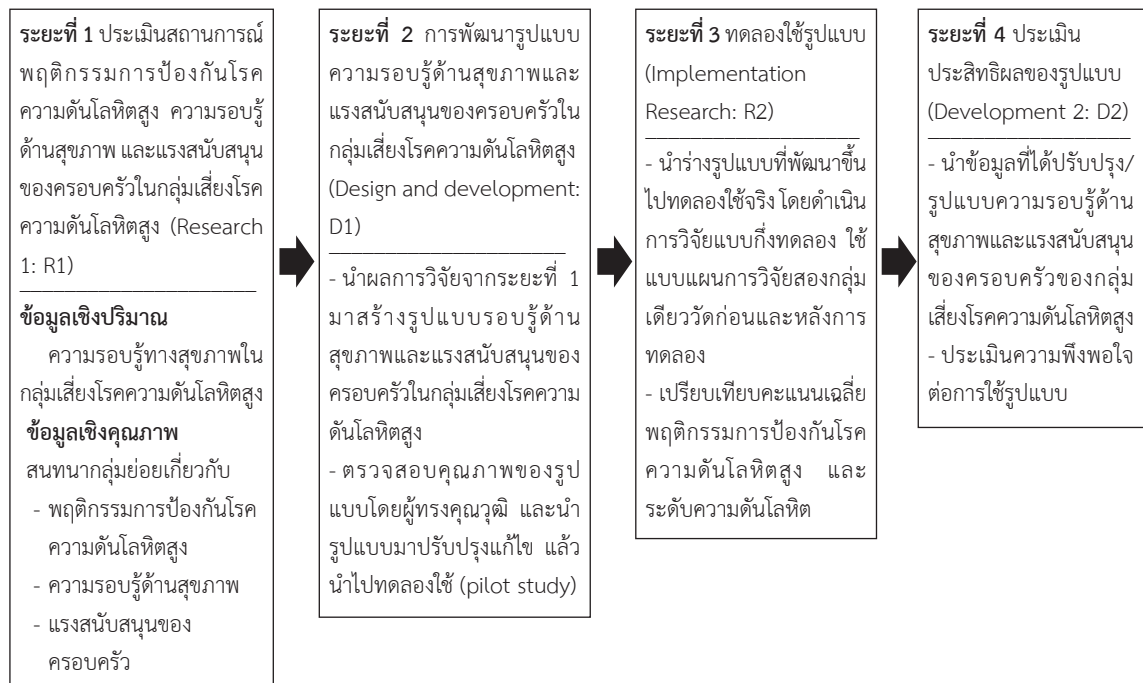 ระยะที่ 1 ประเมินสถานการณ์
พฤติกรรมการป้องกันโรค
ความดันโลหิตสูง ความรอบรู้
ด้านสุขภาพ และแรงสนับสนุน
ของครอบครัวในกลุ่มเสี่ยงโรค
ความดันโลหิตสูง (Research
1: R1)
ข้อมูลเชิงปริมาณ
ความรอบรู้ทางสุขภาพใน
กลุ่มเสี่ยงโรคความดันโลหิตสูง
ข้อมูลเชิงคุณภาพ
สนทนากลุ่มย่อยเกี่ยวกับ
- พฤติกรรมการป้องกันโรค
ความดันโลหิตสูง
- ความรอบรู้ด้านสุขภาพ
- แรงสนับสนุนของ
ครอบครัว
ระยะที่ 2 การพัฒนารูปแบบ
ความรอบรู้ด้านสุขภาพและ
แรงสนับสนุนของครอบครัวใน
กลุ่มเสี่ยงโรคความดันโลหิตสูง
(Design and development:
D1)
- นำผลการวิจัยจากระยะที่ 1
มาสร้างรูปแบบรอบรู้ด้าน
สุขภาพและแรงสนับสนุนของ
ครอบครัวในกลุ่มเสี่ยงโรคความ
ดันโลหิตสูง
- ตรวจสอบคุณภาพของรูป
แบบโดยผู้ทรงคุณวุฒิ และนำ
รูปแบบมาปรับปรุงแก้ไข แล้ว
นำไปทดลองใช้ (pilot study)
ระยะที่ 3 ทดลองใช้รูปแบบ
(Implementation
Research: R2)
- นำร่างรูปแบบที่พัฒนาขึ้น
ไปทดลองใช้จริง โดยดำเนิน
การวิจัยแบบกึ่งทดลอง ใช้
แบบแผนการวิจัยสองกลุ่ม
เดียววัดก่อนและหลังการ
ทดลอง
- เปรียบเทียบคะแนนเฉลี่ย
พฤติกรรมการป้องกันโรค
ความดันโลหิตสูง และ
ระดับความดันโลหิต
ระยะที่ 4 ประเมิน
ประสิทธิผลของรูปแบบ
(Development 2: D2)
- นำข้อมูลที่ได้ปรับปรุง/
รูปแบบความรอบรู้ด้าน
สุขภาพและแรงสนับสนุน
ของครอบครัวของกลุ่ม
เสี่ยงโรคความดันโลหิตสูง
- ประเมินความพึงพอใจ
ต่อการใช้รูปแบบ